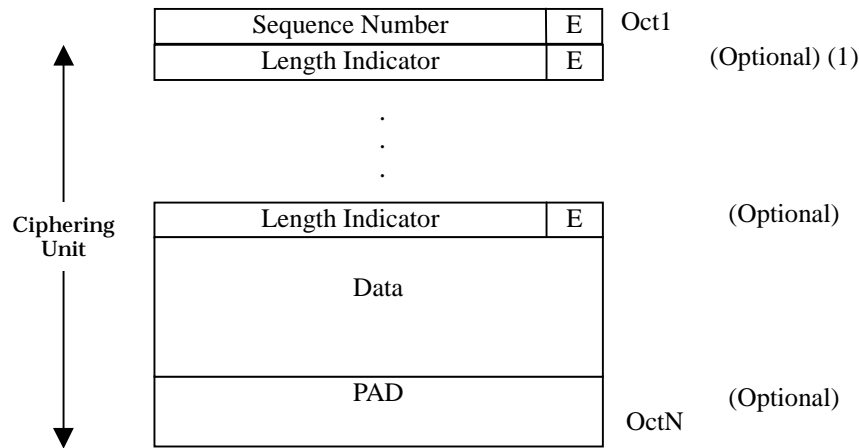 Sequence Number E Oct1
Length Indicator E (Optional) (1)
.
.
.
Length Indicator E (Optional)
Ciphering
Unit
Data
PAD (Optional)
OctN